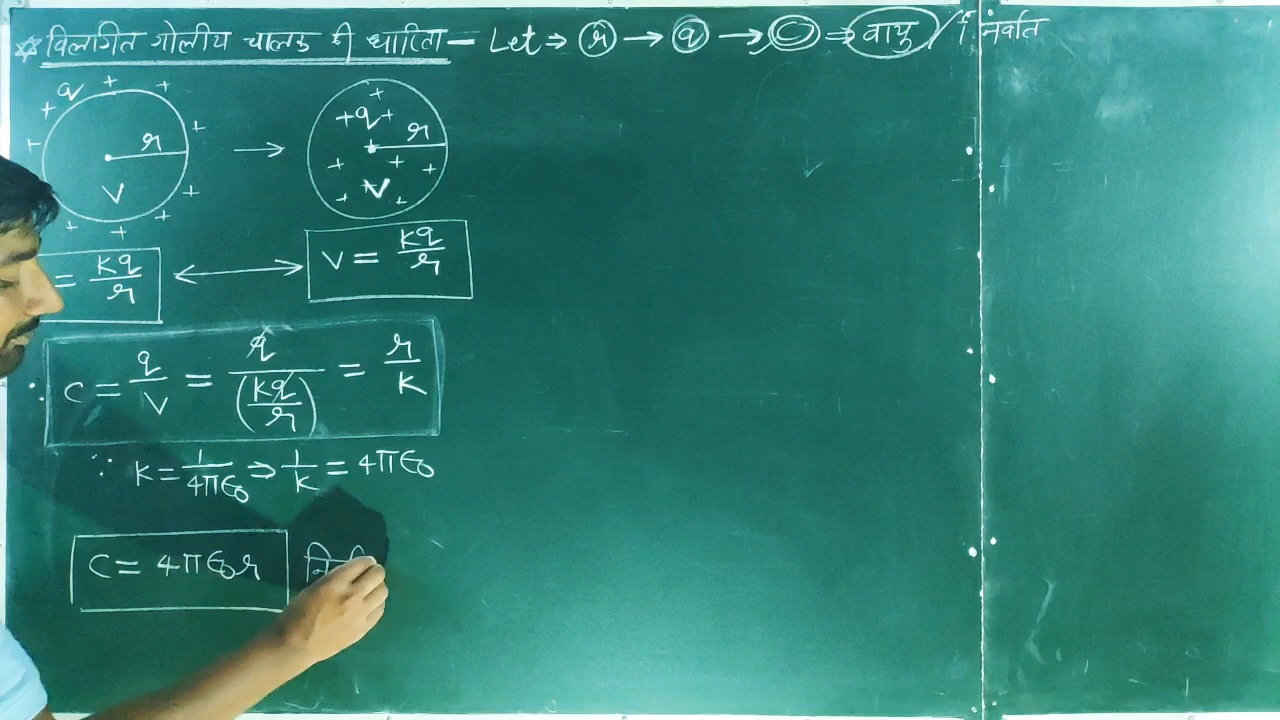 ☆ विलगित गोलीय चालक की धारिता — Let ⇒ r → q → C ⇒ वायु / निर्वात
q r V → q r V
= kq/r ↔ V = kq/r
∵ C = q/V = q/(kq/r) = r/k
∵ K = 1/4πε₀ ⇒ 1/k = 4πε₀
C = 4πε₀r